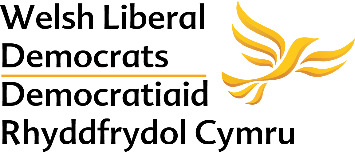 Welsh Liberal
Democrats
Democratiaid
Rhyddfrydol Cymru